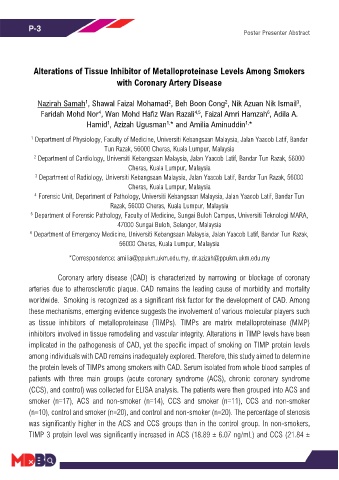 P-3
Poster Presenter Abstract
Alterations of Tissue Inhibitor of Metalloproteinase Levels Among Smokers
with Coronary Artery Disease
Nazirah Samah¹, Shawal Faizal Mohamad², Beh Boon Cong², Nik Azuan Nik Ismail³,
Faridah Mohd Nor⁴, Wan Mohd Hafiz Wan Razali⁴,⁵, Faizal Amri Hamzah⁶, Adila A.
Hamid¹, Azizah Ugusman¹,* and Amilia Aminuddin¹,*
¹ Department of Physiology, Faculty of Medicine, Universiti Kebangsaan Malaysia, Jalan Yaacob Latif, Bandar
Tun Razak, 56000 Cheras, Kuala Lumpur, Malaysia
² Department of Cardiology, Universiti Kebangsaan Malaysia, Jalan Yaacob Latif, Bandar Tun Razak, 56000
Cheras, Kuala Lumpur, Malaysia
³ Department of Radiology, Universiti Kebangsaan Malaysia, Jalan Yaacob Latif, Bandar Tun Razak, 56000
Cheras, Kuala Lumpur, Malaysia
⁴ Forensic Unit, Department of Pathology, Universiti Kebangsaan Malaysia, Jalan Yaacob Latif, Bandar Tun
Razak, 56000 Cheras, Kuala Lumpur, Malaysia
⁵ Department of Forensic Pathology, Faculty of Medicine, Sungai Buloh Campus, Universiti Teknologi MARA,
47000 Sungai Buloh, Selangor, Malaysia
⁶ Department of Emergency Medicine, Universiti Kebangsaan Malaysia, Jalan Yaacob Latif, Bandar Tun Razak,
56000 Cheras, Kuala Lumpur, Malaysia
*Correspondence: amilia@ppukm.ukm.edu.my, dr.azizah@ppukm.ukm.edu.my
Coronary artery disease (CAD) is characterized by narrowing or blockage of coronary
arteries due to atherosclerotic plaque. CAD remains the leading cause of morbidity and mortality
worldwide. Smoking is recognized as a significant risk factor for the development of CAD. Among
these mechanisms, emerging evidence suggests the involvement of various molecular players such
as tissue inhibitors of metalloproteinases (TIMPs). TIMPs are matrix metalloproteinase (MMP)
inhibitors involved in tissue remodeling and vascular integrity. Alterations in TIMP levels have been
implicated in the pathogenesis of CAD, yet the specific impact of smoking on TIMP protein levels
among individuals with CAD remains inadequately explored. Therefore, this study aimed to determine
the protein levels of TIMPs among smokers with CAD. Serum isolated from whole blood samples of
patients with three main groups (acute coronary syndrome (ACS), chronic coronary syndrome
(CCS), and control) was collected for ELISA analysis. The patients were then grouped into ACS and
smoker (n=17), ACS and non-smoker (n=14), CCS and smoker (n=11), CCS and non-smoker
(n=10), control and smoker (n=20), and control and non-smoker (n=20). The percentage of stenosis
was significantly higher in the ACS and CCS groups than in the control group. In non-smokers,
TIMP 3 protein level was significantly increased in ACS (18.89 ± 6.07 ng/mL) and CCS (21.84 ±